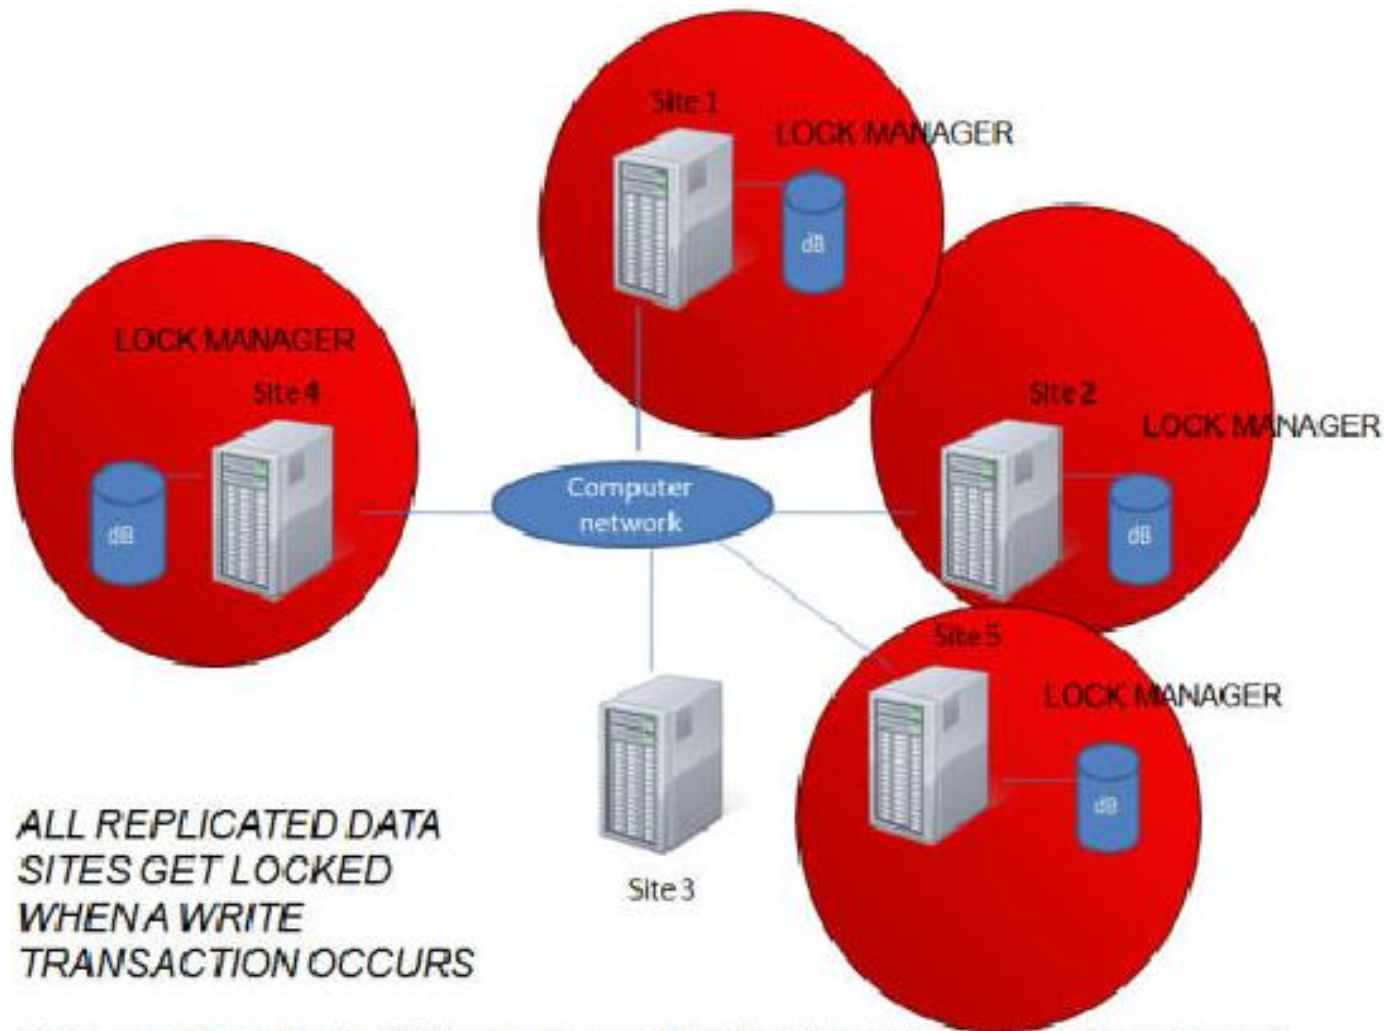 Site 1
LOCK MANAGER
dB
LOCK MANAGER
Site 4
dB
Site 2
LOCK MANAGER
dB
Computer
network
Site 5
LOCK MANAGER
dB
Site 3
ALL REPLICATED DATA
SITES GET LOCKED
WHEN A WRITE
TRANSACTION OCCURS